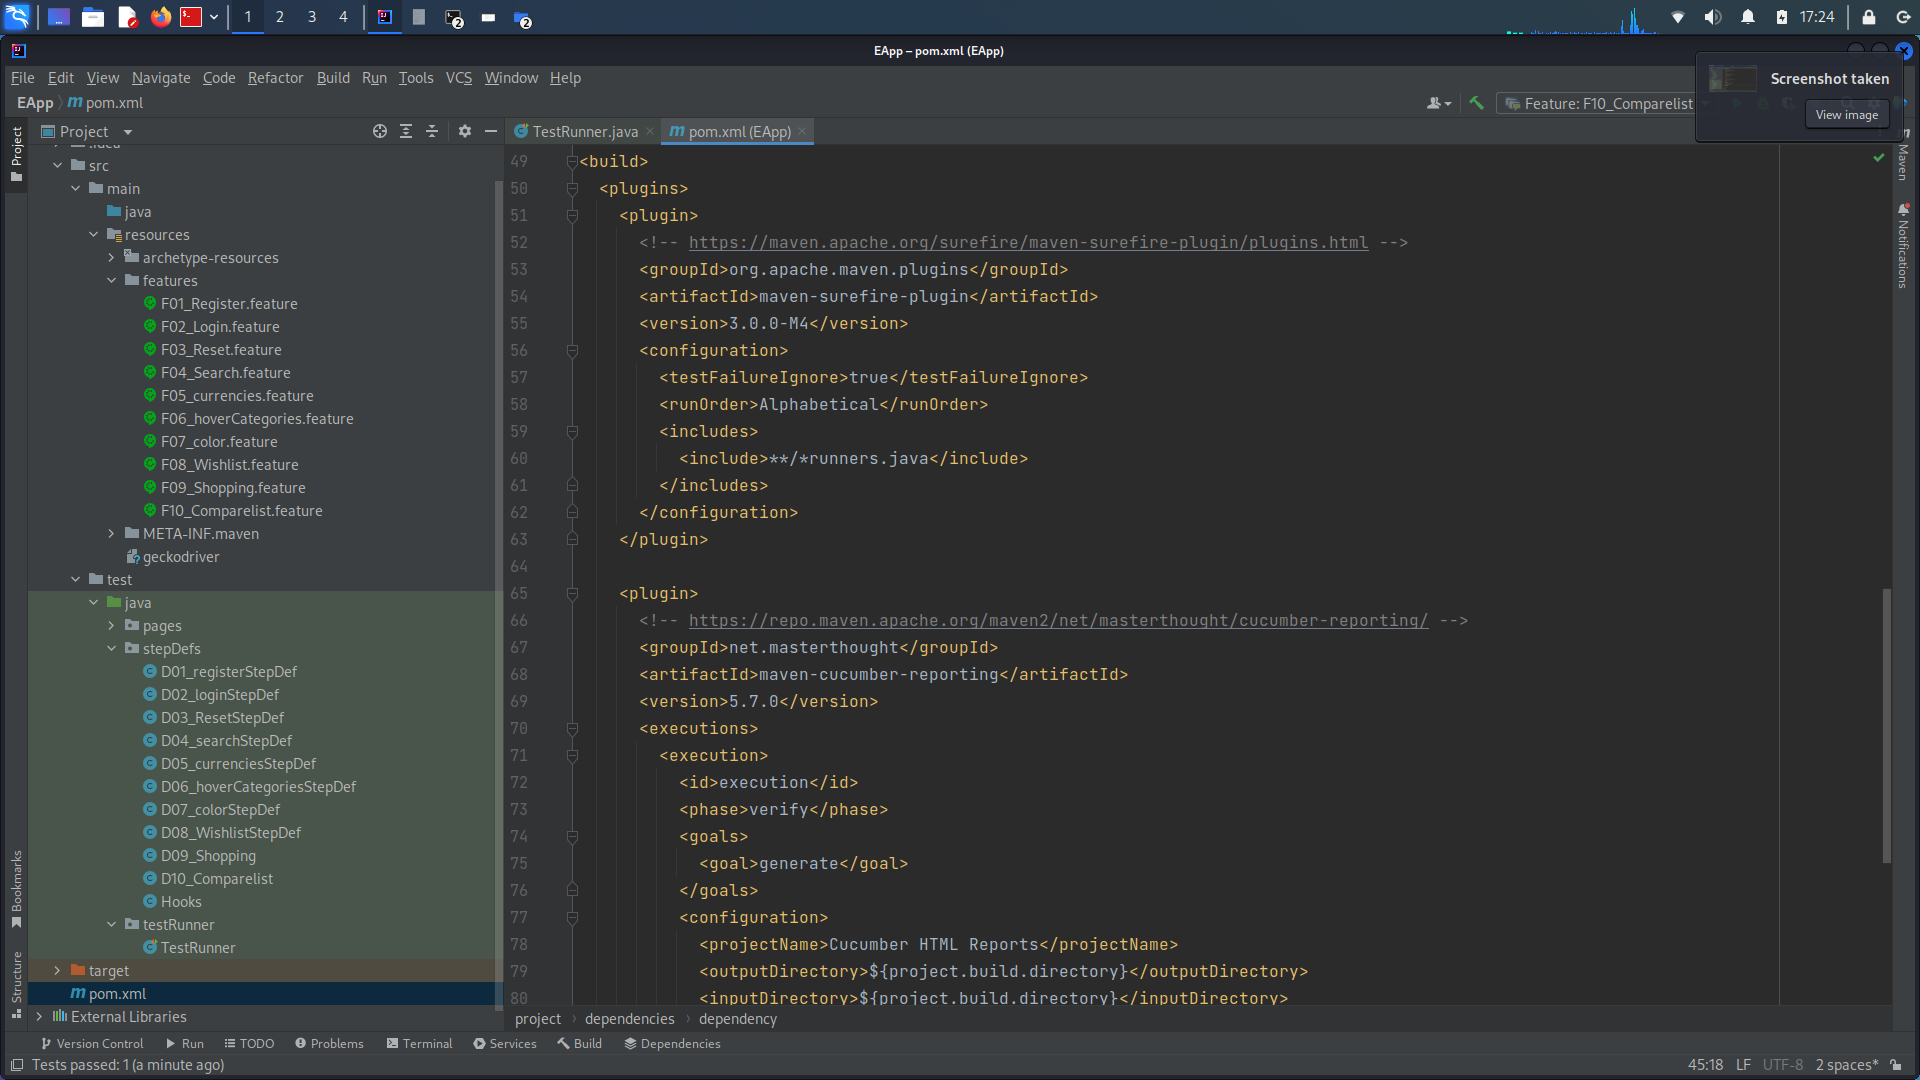 1 2 3 4 2 2 17:24
EApp – pom.xml (EApp)
File Edit View Navigate Code Refactor Build Run Tools VCS Window Help
Screenshot taken
View image
EApp pom.xml
Feature: F10_Comparelist
Project
TestRunner.java
pom.xml (EApp)
Project
Bookmarks
Structure
Maven
Notifications
.idea
src
main
java
resources
archetype-resources
features
F01_Register.feature
F02_Login.feature
F03_Reset.feature
F04_Search.feature
F05_currencies.feature
F06_hoverCategories.feature
F07_color.feature
F08_Wishlist.feature
F09_Shopping.feature
F10_Comparelist.feature
META-INF.maven
geckodriver
test
java
pages
stepDefs
D01_registerStepDef
D02_loginStepDef
D03_ResetStepDef
D04_searchStepDef
D05_currenciesStepDef
D06_hoverCategoriesStepDef
D07_colorStepDef
D08_WishlistStepDef
D09_Shopping
D10_Comparelist
Hooks
testRunner
TestRunner
target
pom.xml
External Libraries
49 <build>
50 <plugins>
51 <plugin>
52 <!-- https://maven.apache.org/surefire/maven-surefire-plugin/plugins.html -->
53 <groupId>org.apache.maven.plugins</groupId>
54 <artifactId>maven-surefire-plugin</artifactId>
55 <version>3.0.0-M4</version>
56 <configuration>
57 <testFailureIgnore>true</testFailureIgnore>
58 <runOrder>Alphabetical</runOrder>
59 <includes>
60 <include>**/*runners.java</include>
61 </includes>
62 </configuration>
63 </plugin>
64
65 <plugin>
66 <!-- https://repo.maven.apache.org/maven2/net/masterthought/cucumber-reporting/ -->
67 <groupId>net.masterthought</groupId>
68 <artifactId>maven-cucumber-reporting</artifactId>
69 <version>5.7.0</version>
70 <executions>
71 <execution>
72 <id>execution</id>
73 <phase>verify</phase>
74 <goals>
75 <goal>generate</goal>
76 </goals>
77 <configuration>
78 <projectName>Cucumber HTML Reports</projectName>
79 <outputDirectory>${project.build.directory}</outputDirectory>
80 <inputDirectory>${project.build.directory}</inputDirectory>
project dependencies dependency
Version Control Run TODO Problems Terminal Services Build Dependencies
Tests passed: 1 (a minute ago)
45:18 LF UTF-8 2 spaces*